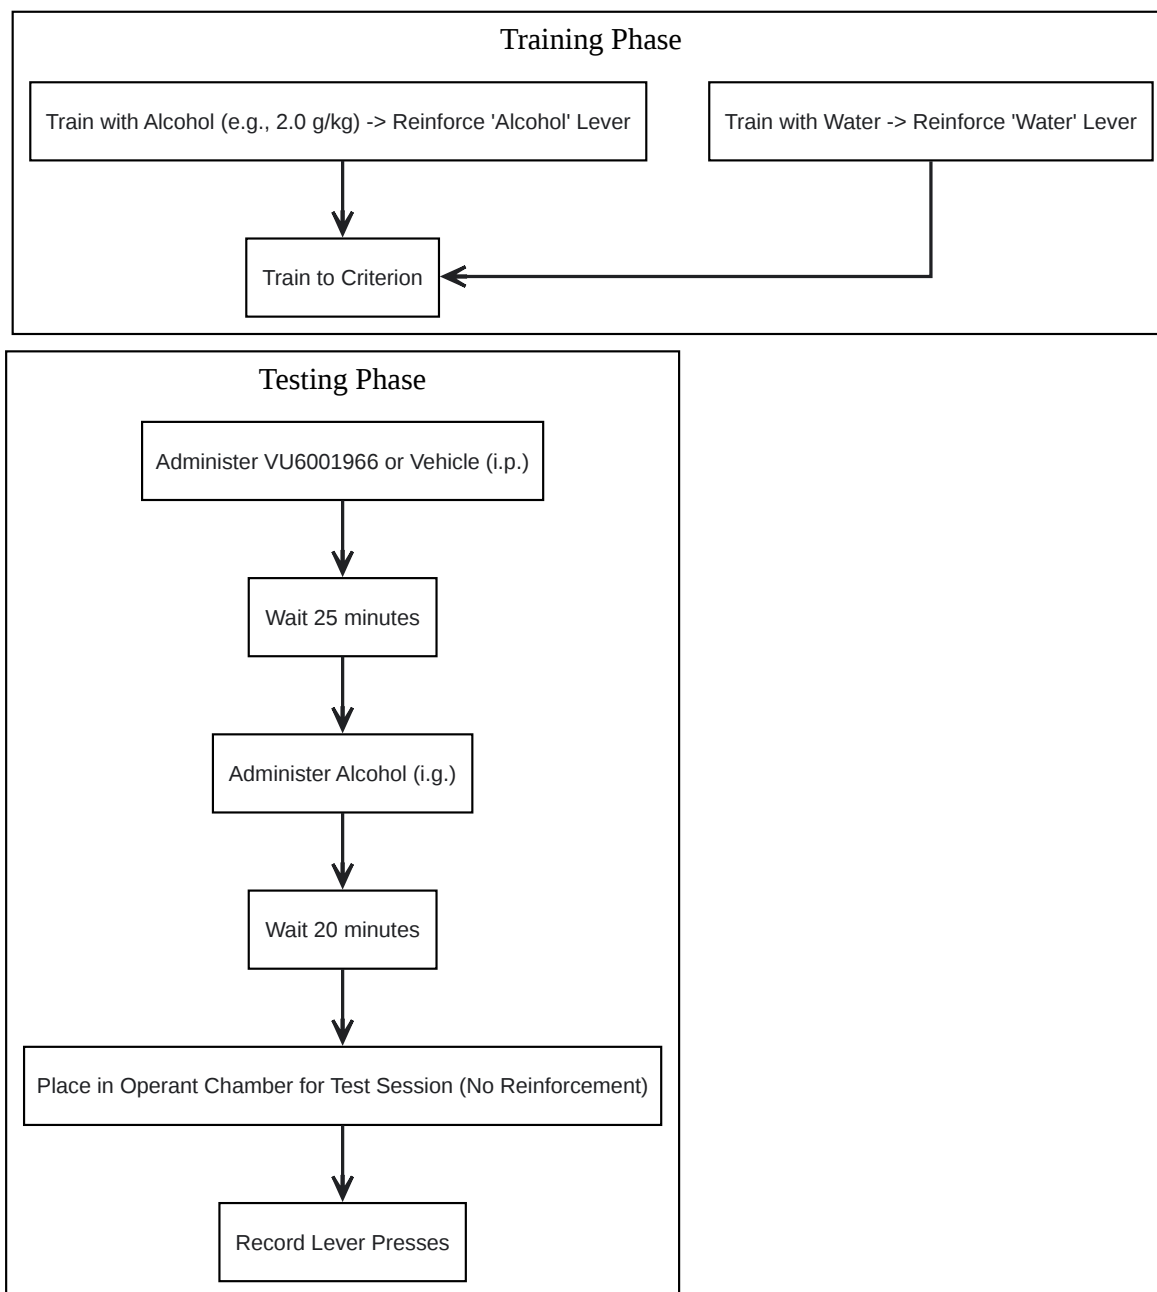 Training Phase
Train with Alcohol (e.g., 2.0 g/kg) -> Reinforce 'Alcohol' Lever
Train with Water -> Reinforce 'Water' Lever
Train to Criterion
Testing Phase
Administer VU6001966 or Vehicle (i.p.)
Wait 25 minutes
Administer Alcohol (i.g.)
Wait 20 minutes
Place in Operant Chamber for Test Session (No Reinforcement)
Record Lever Presses